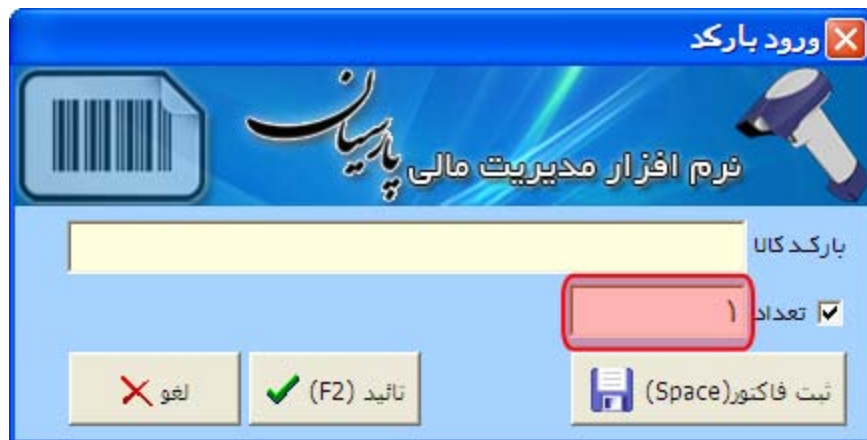 ورود بارکد
نرم افزار مدیریت مالی پارسیان
بارکد کالا
تعداد ۱
ثبت فاکتور(Space) تائید (F2) لغو